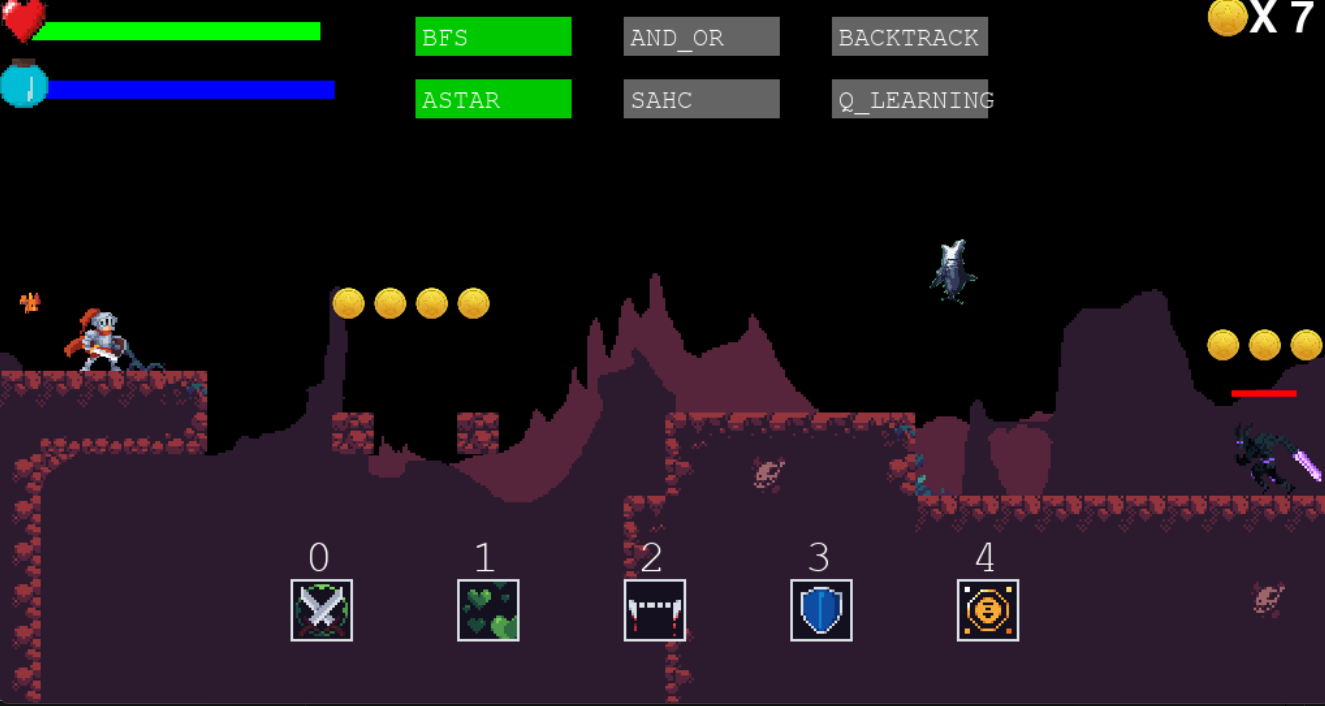 X 7
BFS
AND_OR
BACKTRACK
ASTAR
SAHC
Q_LEARNING
0
1
2
3
4